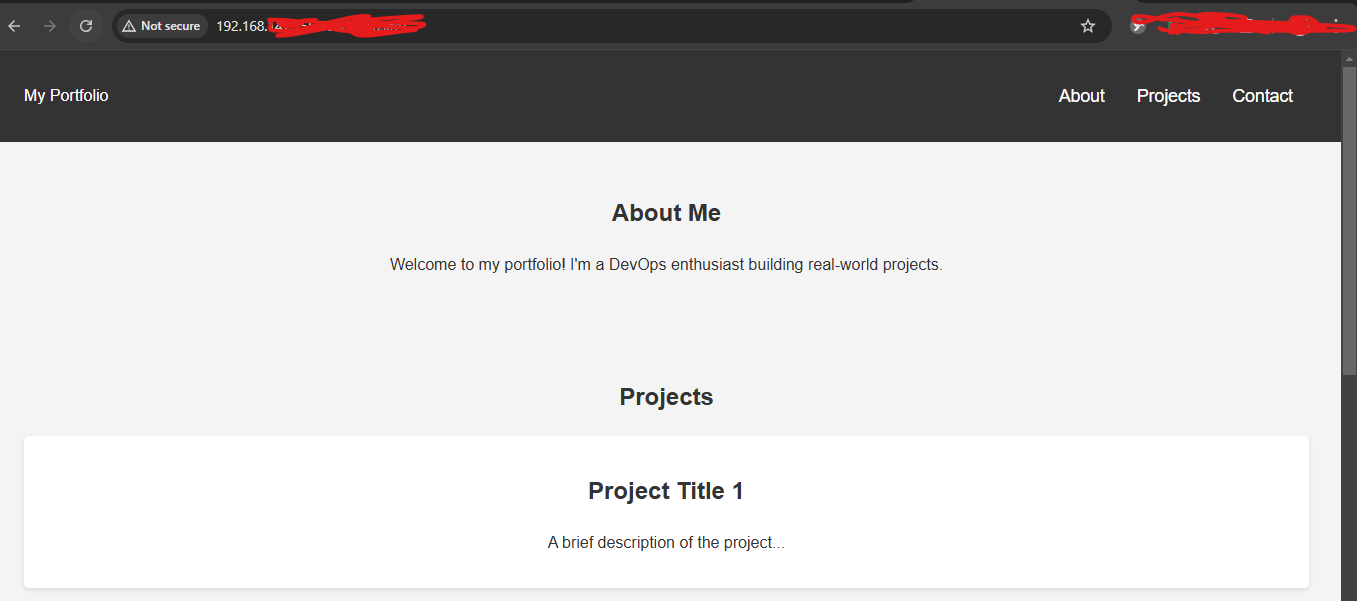 Not secure 192.168.
My Portfolio About Projects Contact
About Me
Welcome to my portfolio! I'm a DevOps enthusiast building real-world projects.
Projects
Project Title 1
A brief description of the project...